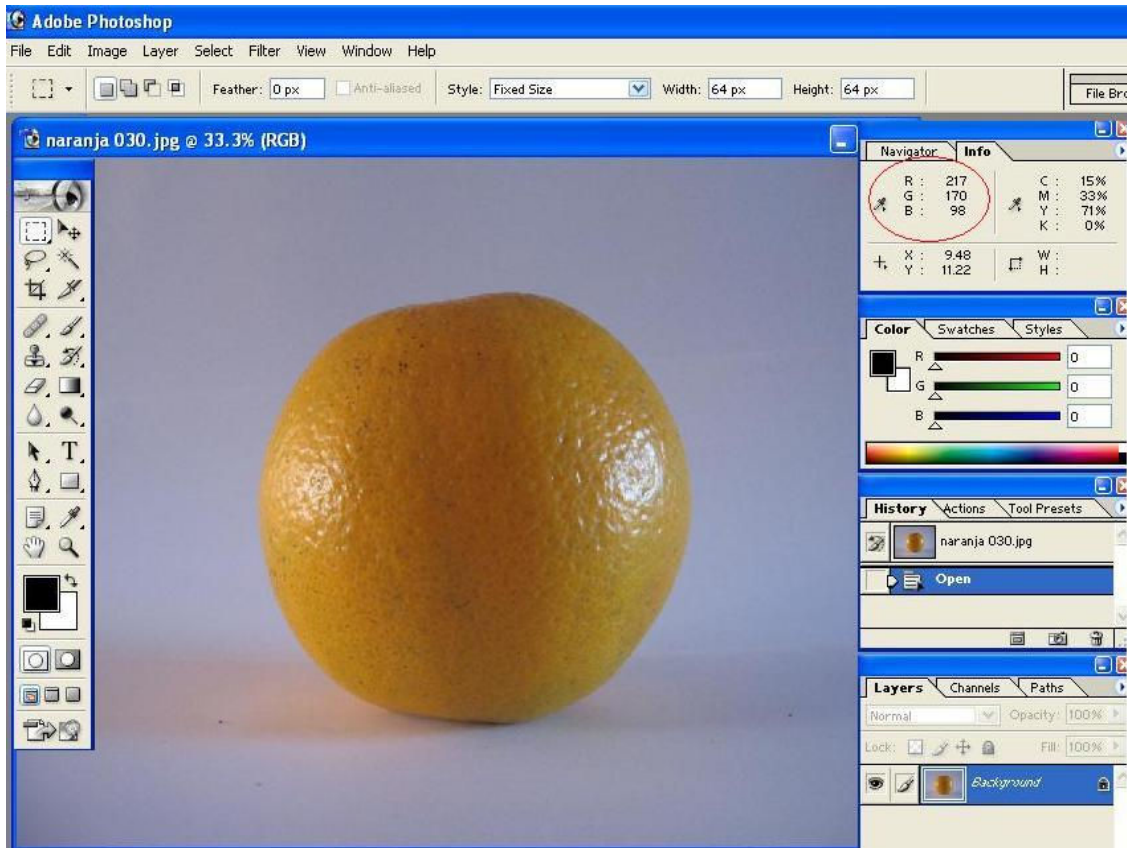 Adobe Photoshop
File Edit Image Layer Select Filter View Window Help
Feather: 0 px Anti-aliased Style: Fixed Size Width: 64 px Height: 64 px File Bro
naranja 030.jpg @ 33.3% (RGB)
Navigator Info
R : 217 C : 15%
G : 170 M : 33%
B : 98 Y : 71%
K : 0%
X : 9.48 W :
Y : 11.22 H :
Color Swatches Styles
R 0
G 0
B 0
History Actions Tool Presets
naranja 030.jpg
Open
Layers Channels Paths
Normal Opacity: 100%
Lock: Fill: 100%
Background
T